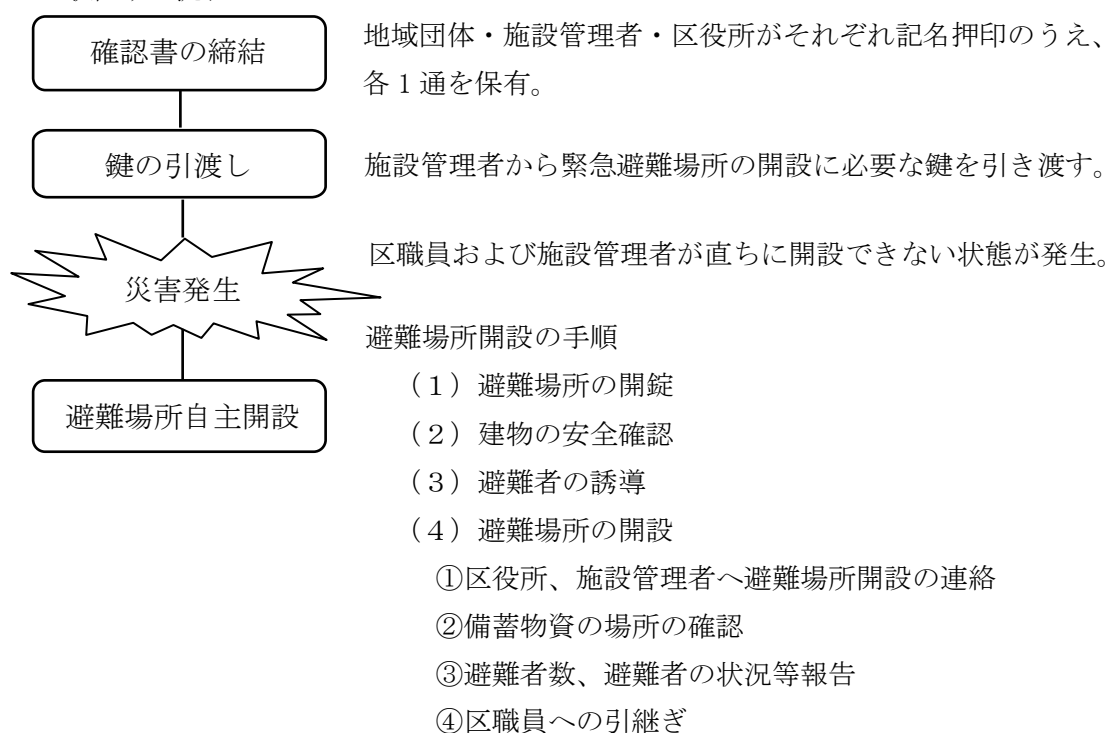 確認書の締結
地域団体・施設管理者・区役所がそれぞれ記名押印のうえ、
各1通を保有。
鍵の引渡し
施設管理者から緊急避難場所の開設に必要な鍵を引き渡す。
災害発生
区職員および施設管理者が直ちに開設できない状態が発生。
避難場所自主開設
避難場所開設の手順
(1)避難場所の開錠
(2)建物の安全確認
(3)避難者の誘導
(4)避難場所の開設
①区役所、施設管理者へ避難場所開設の連絡
②備蓄物資の場所の確認
③避難者数、避難者の状況等報告
④区職員への引継ぎ